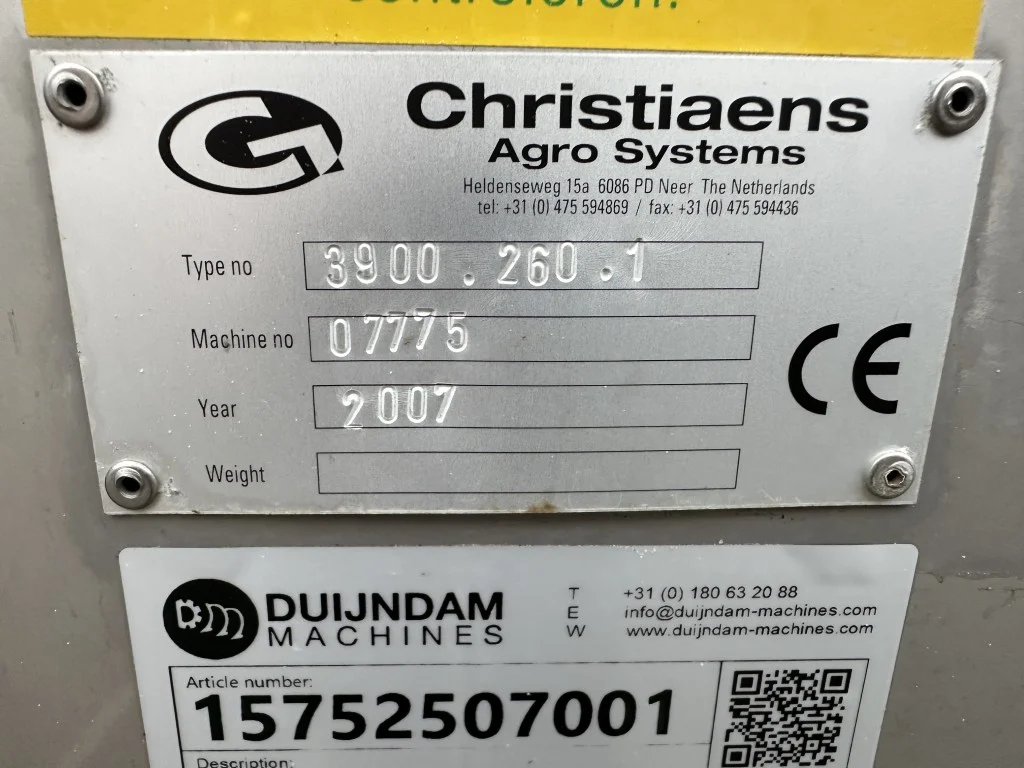 Christiaens
Agro Systems
Heldenseweg 15a 6086 PD Neer The Netherlands
tel: +31 (0) 475 594869 / fax: +31 (0) 475 594436
Type no 3900.260.1
Machine no 07775
Year 2007
Weight
CE
DUIJNDAM
MACHINES
T +31 (0) 180 63 20 88
E info@duijndam-machines.com
W www.duijndam-machines.com
Article number:
15752507001
Description: